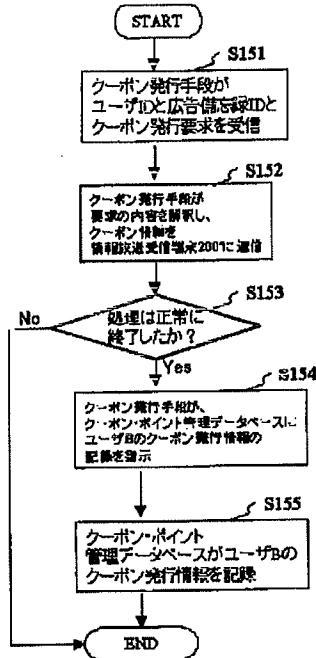 START
S151
クーポン発行手段が
ユーザIDと広告備忘録IDと
クーポン発行要求を受信
S152
クーポン発行手段が
要求の内容を解釈し、
クーポン情報を
情報放送受信端末2001に送信
S153
処理は正常に
終了したか？
No
Yes
S154
クーポン発行手段が、
クーポン・ポイント管理データベースに
ユーザBのクーポン発行情報の
記録を指示
S155
クーポン・ポイント
管理データベースがユーザBの
クーポン発行情報を記録
END